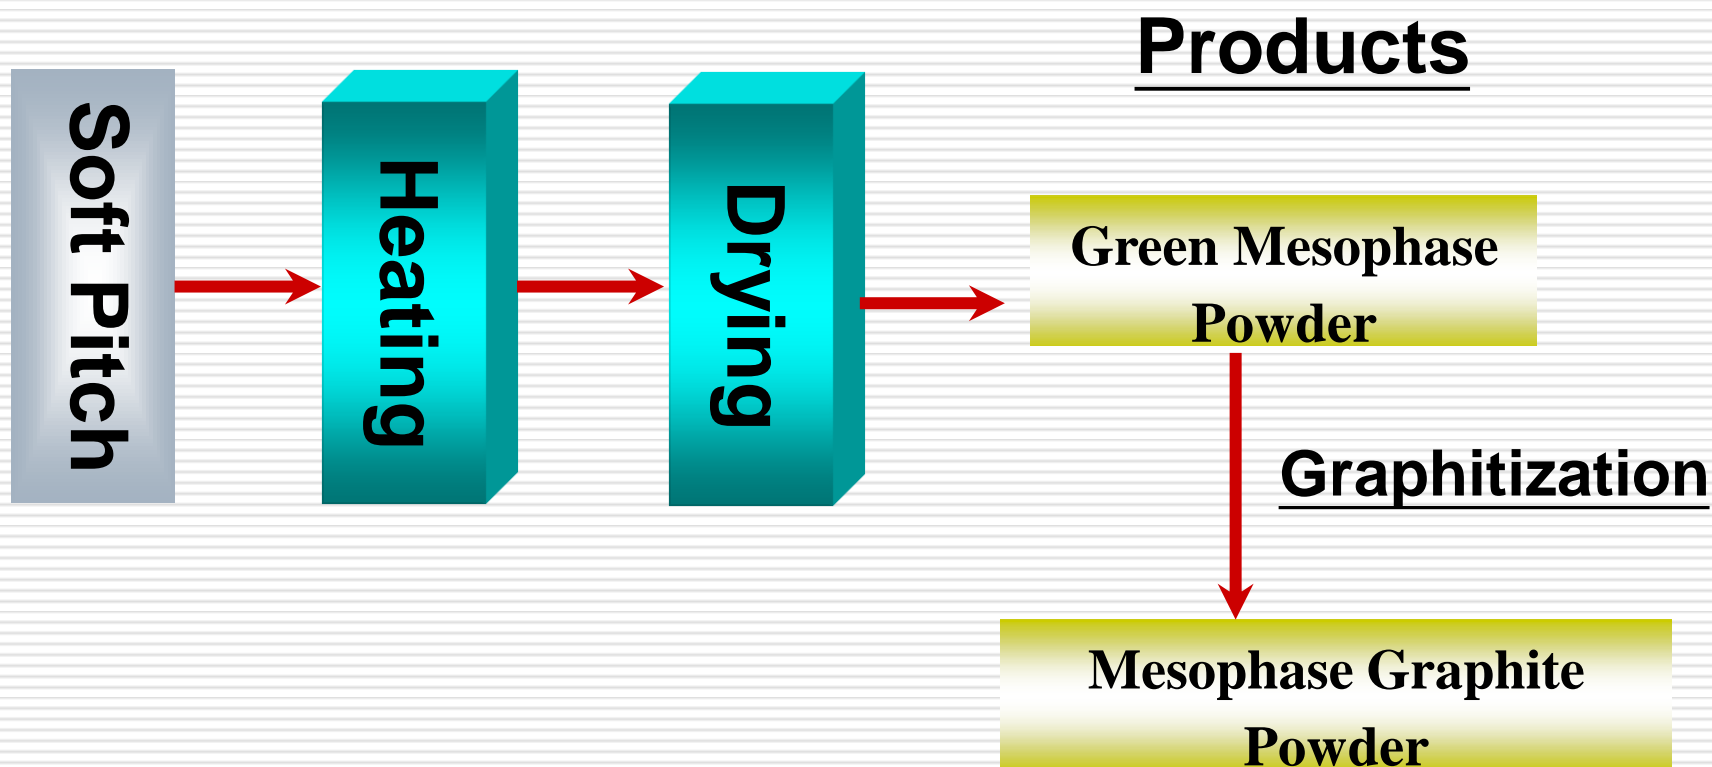 Products
Soft Pitch
Heating
Drying
Green Mesophase
Powder
Graphitization
Mesophase Graphite
Powder